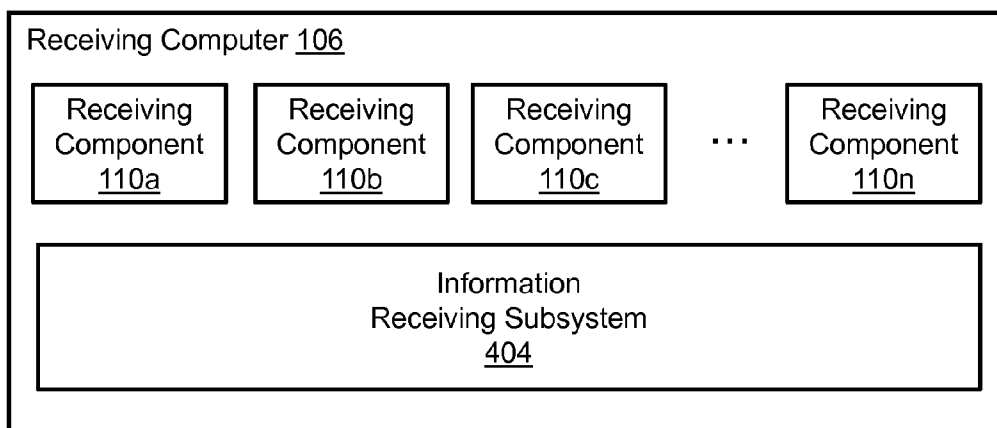 Receiving Computer 106
Receiving
Component
110a
Receiving
Component
110b
Receiving
Component
110c
...
Receiving
Component
110n
Information
Receiving Subsystem
404